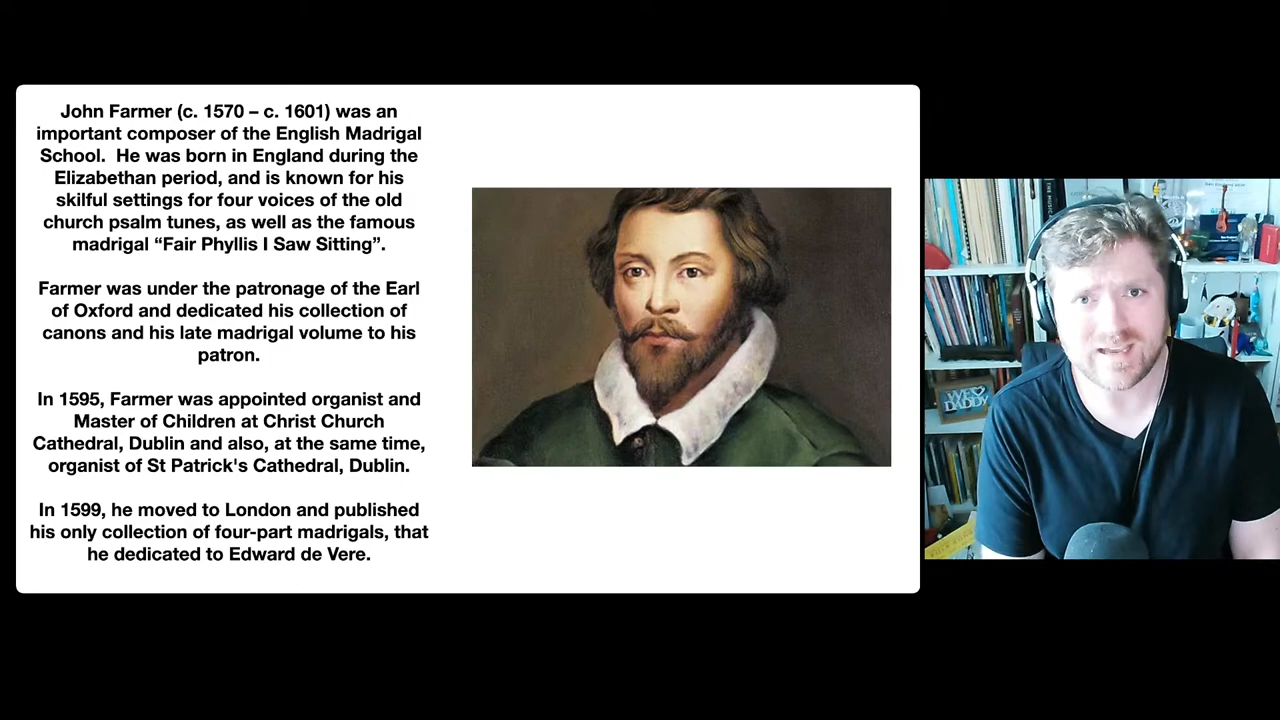 John Farmer (c. 1570 – c. 1601) was an
important composer of the English Madrigal
School.  He was born in England during the
Elizabethan period, and is known for his
skilful settings for four voices of the old
church psalm tunes, as well as the famous
madrigal “Fair Phyllis I Saw Sitting”.
Farmer was under the patronage of the Earl
of Oxford and dedicated his collection of
canons and his late madrigal volume to his
patron.
In 1595, Farmer was appointed organist and
Master of Children at Christ Church
Cathedral, Dublin and also, at the same time,
organist of St Patrick's Cathedral, Dublin.
In 1599, he moved to London and published
his only collection of four-part madrigals, that
he dedicated to Edward de Vere.
WE
DADDY